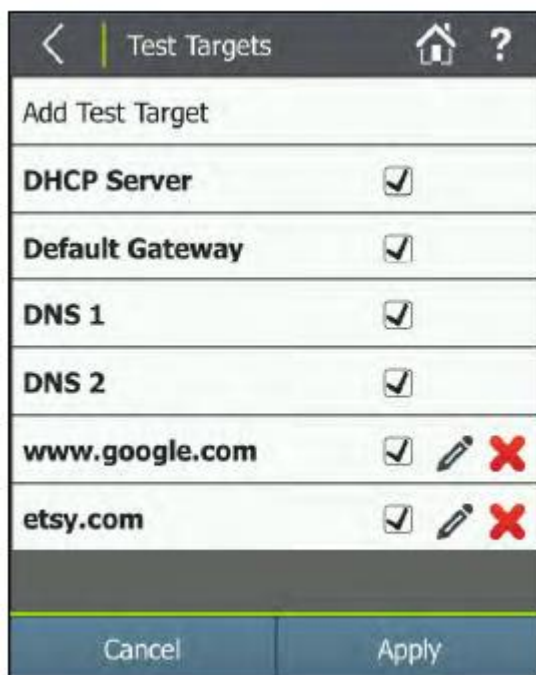 Test Targets ?
Add Test Target
DHCP Server
Default Gateway
DNS 1
DNS 2
www.google.com
etsy.com
Cancel Apply